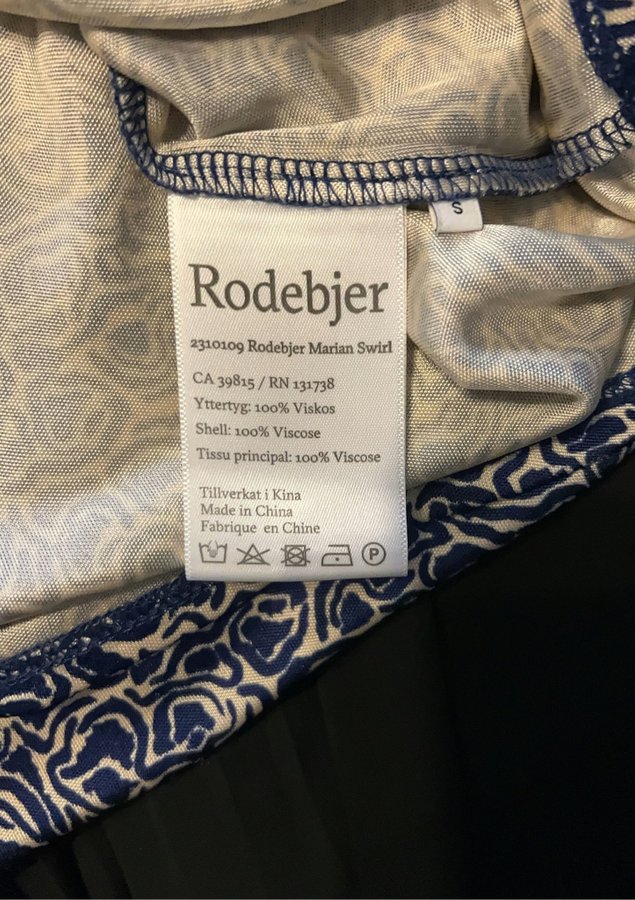 Rodebjer
2310109 Rodebjer Marian Swirl
CA 39815 / RN 131738
Yttertyg: 100% Viskos
Shell: 100% Viscose
Tissu principal: 100% Viscose
Tillverkat i Kina
Made in China
Fabrique en Chine
P
S